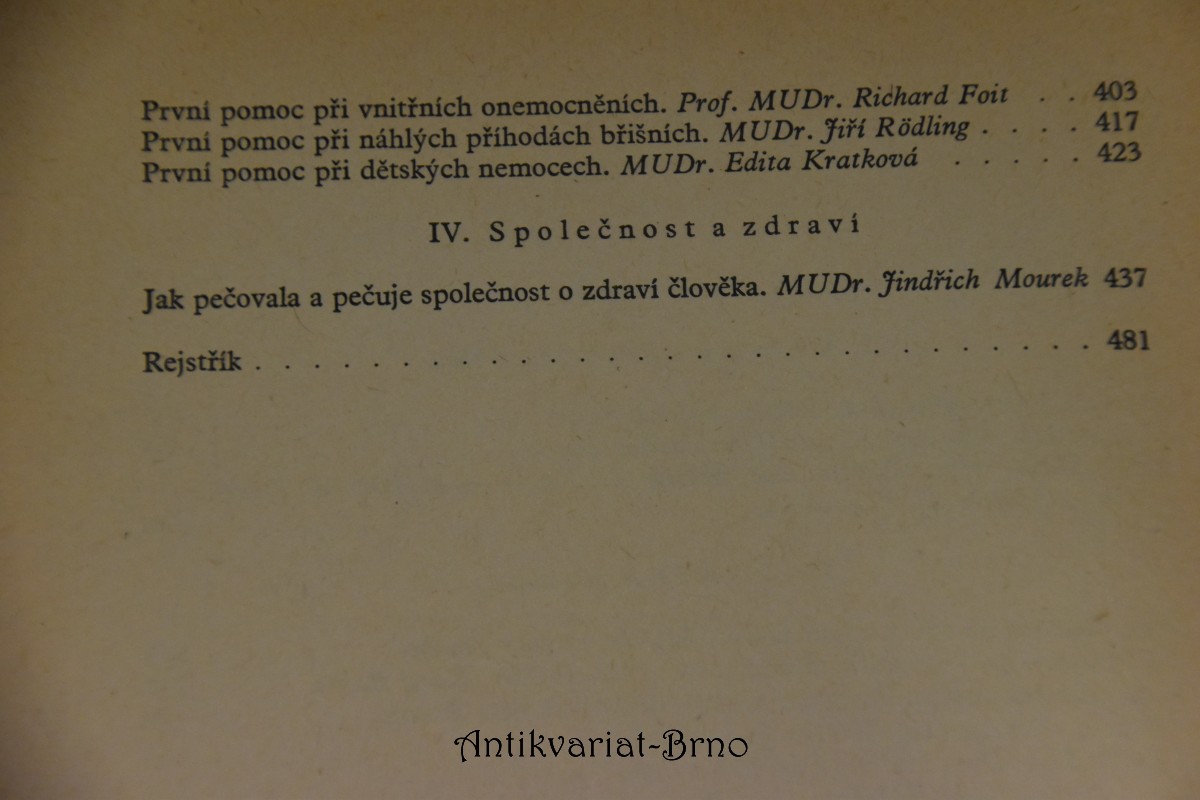 První pomoc při vnitřních onemocněních. Prof. MUDr. Richard Foit . . 403
První pomoc při náhlých příhodách břišních. MUDr. Jiří Rödling . . . . 417
První pomoc při dětských nemocech. MUDr. Edita Kratková . . . . . 423
IV. Společnost a zdraví
Jak pečovala a pečuje společnost o zdraví člověka. MUDr. Jindřich Mourek 437
Rejstřík . . . . . . . . . . . . . . . . . . . . . . . . . . . . . 481
Antikvariat-Brno